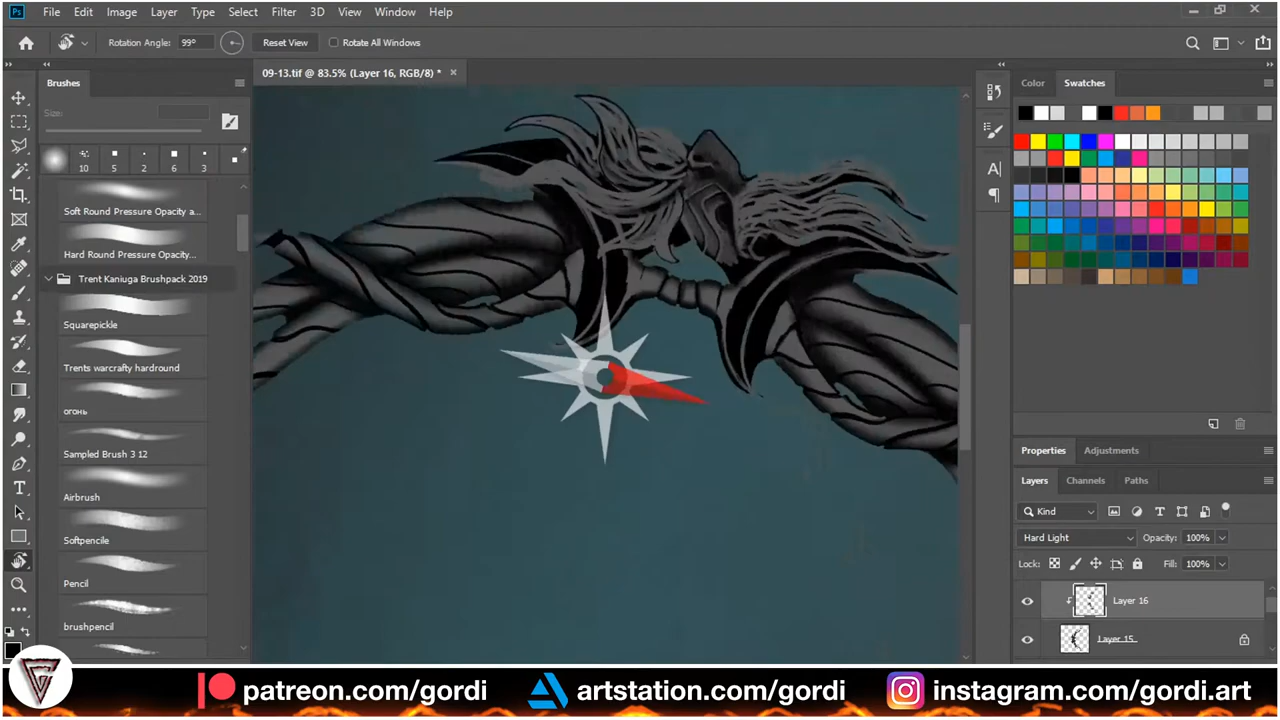 Ps File Edit Image Layer Type Select Filter 3D View Window Help
Rotation Angle: 99° Reset View Rotate All Windows
09-13.tif @ 83.5% (Layer 16, RGB/8) *
Brushes
Size:
10 5 2 6 3
Soft Round Pressure Opacity a...
Hard Round Pressure Opacity...
Trent Kaniuga Brushpack 2019
Squarepickle
Trents warcrafty hardround
огонь
Sampled Brush 3 12
Airbrush
Softpencile
Pencil
brushpencil
Color Swatches
Properties Adjustments
Layers Channels Paths
Kind
Hard Light Opacity: 100%
Lock: Fill: 100%
Layer 16
Layer 15
patreon.com/gordi artstation.com/gordi instagram.com/gordi.art